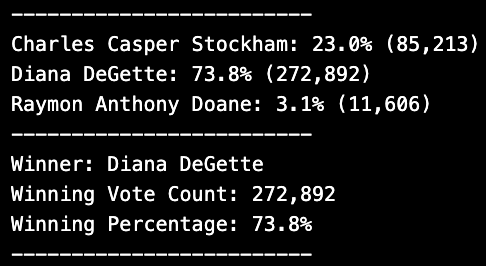 -------------------------
Charles Casper Stockham: 23.0% (85,213)
Diana DeGette: 73.8% (272,892)
Raymon Anthony Doane: 3.1% (11,606)
-------------------------
Winner: Diana DeGette
Winning Vote Count: 272,892
Winning Percentage: 73.8%
-------------------------